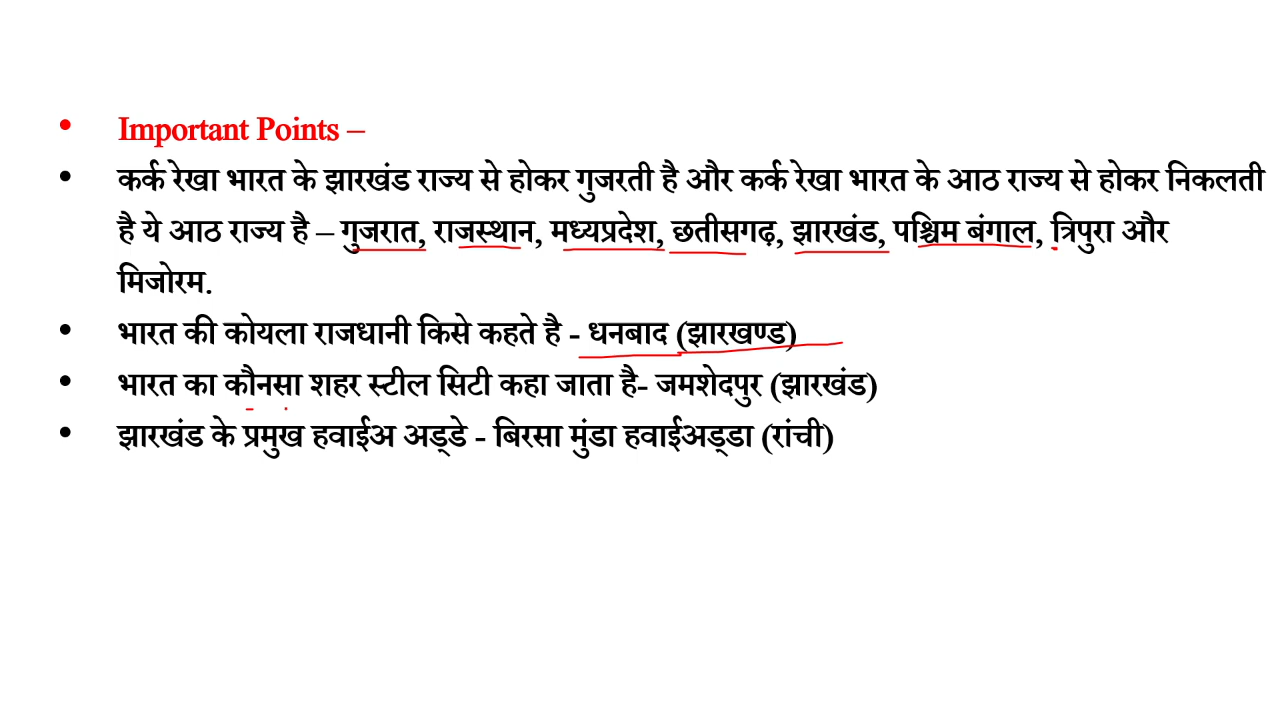 • Important Points –
• कर्क रेखा भारत के झारखंड राज्य से होकर गुजरती है और कर्क रेखा भारत के आठ राज्य से होकर निकलती
है ये आठ राज्य है – गुजरात, राजस्थान, मध्यप्रदेश, छतीसगढ़, झारखंड, पश्चिम बंगाल, त्रिपुरा और
मिजोरम.
• भारत की कोयला राजधानी किसे कहते है - धनबाद (झारखण्ड)
• भारत का कौनसा शहर स्टील सिटी कहा जाता है- जमशेदपुर (झारखंड)
• झारखंड के प्रमुख हवाईअ अड्डे - बिरसा मुंडा हवाईअड्डा (रांची)